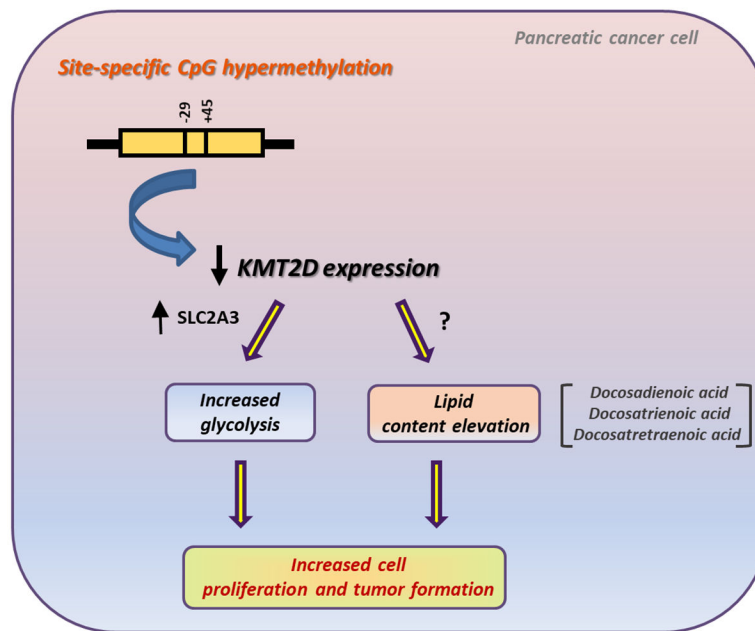 Pancreatic cancer cell
Site-specific CpG hypermethylation
-29
+45
KMT2D expression
SLC2A3
?
Increased
glycolysis
Lipid
content elevation
Docosadienoic acid
Docosatrienoic acid
Docosatretraenoic acid
Increased cell
proliferation and tumor formation